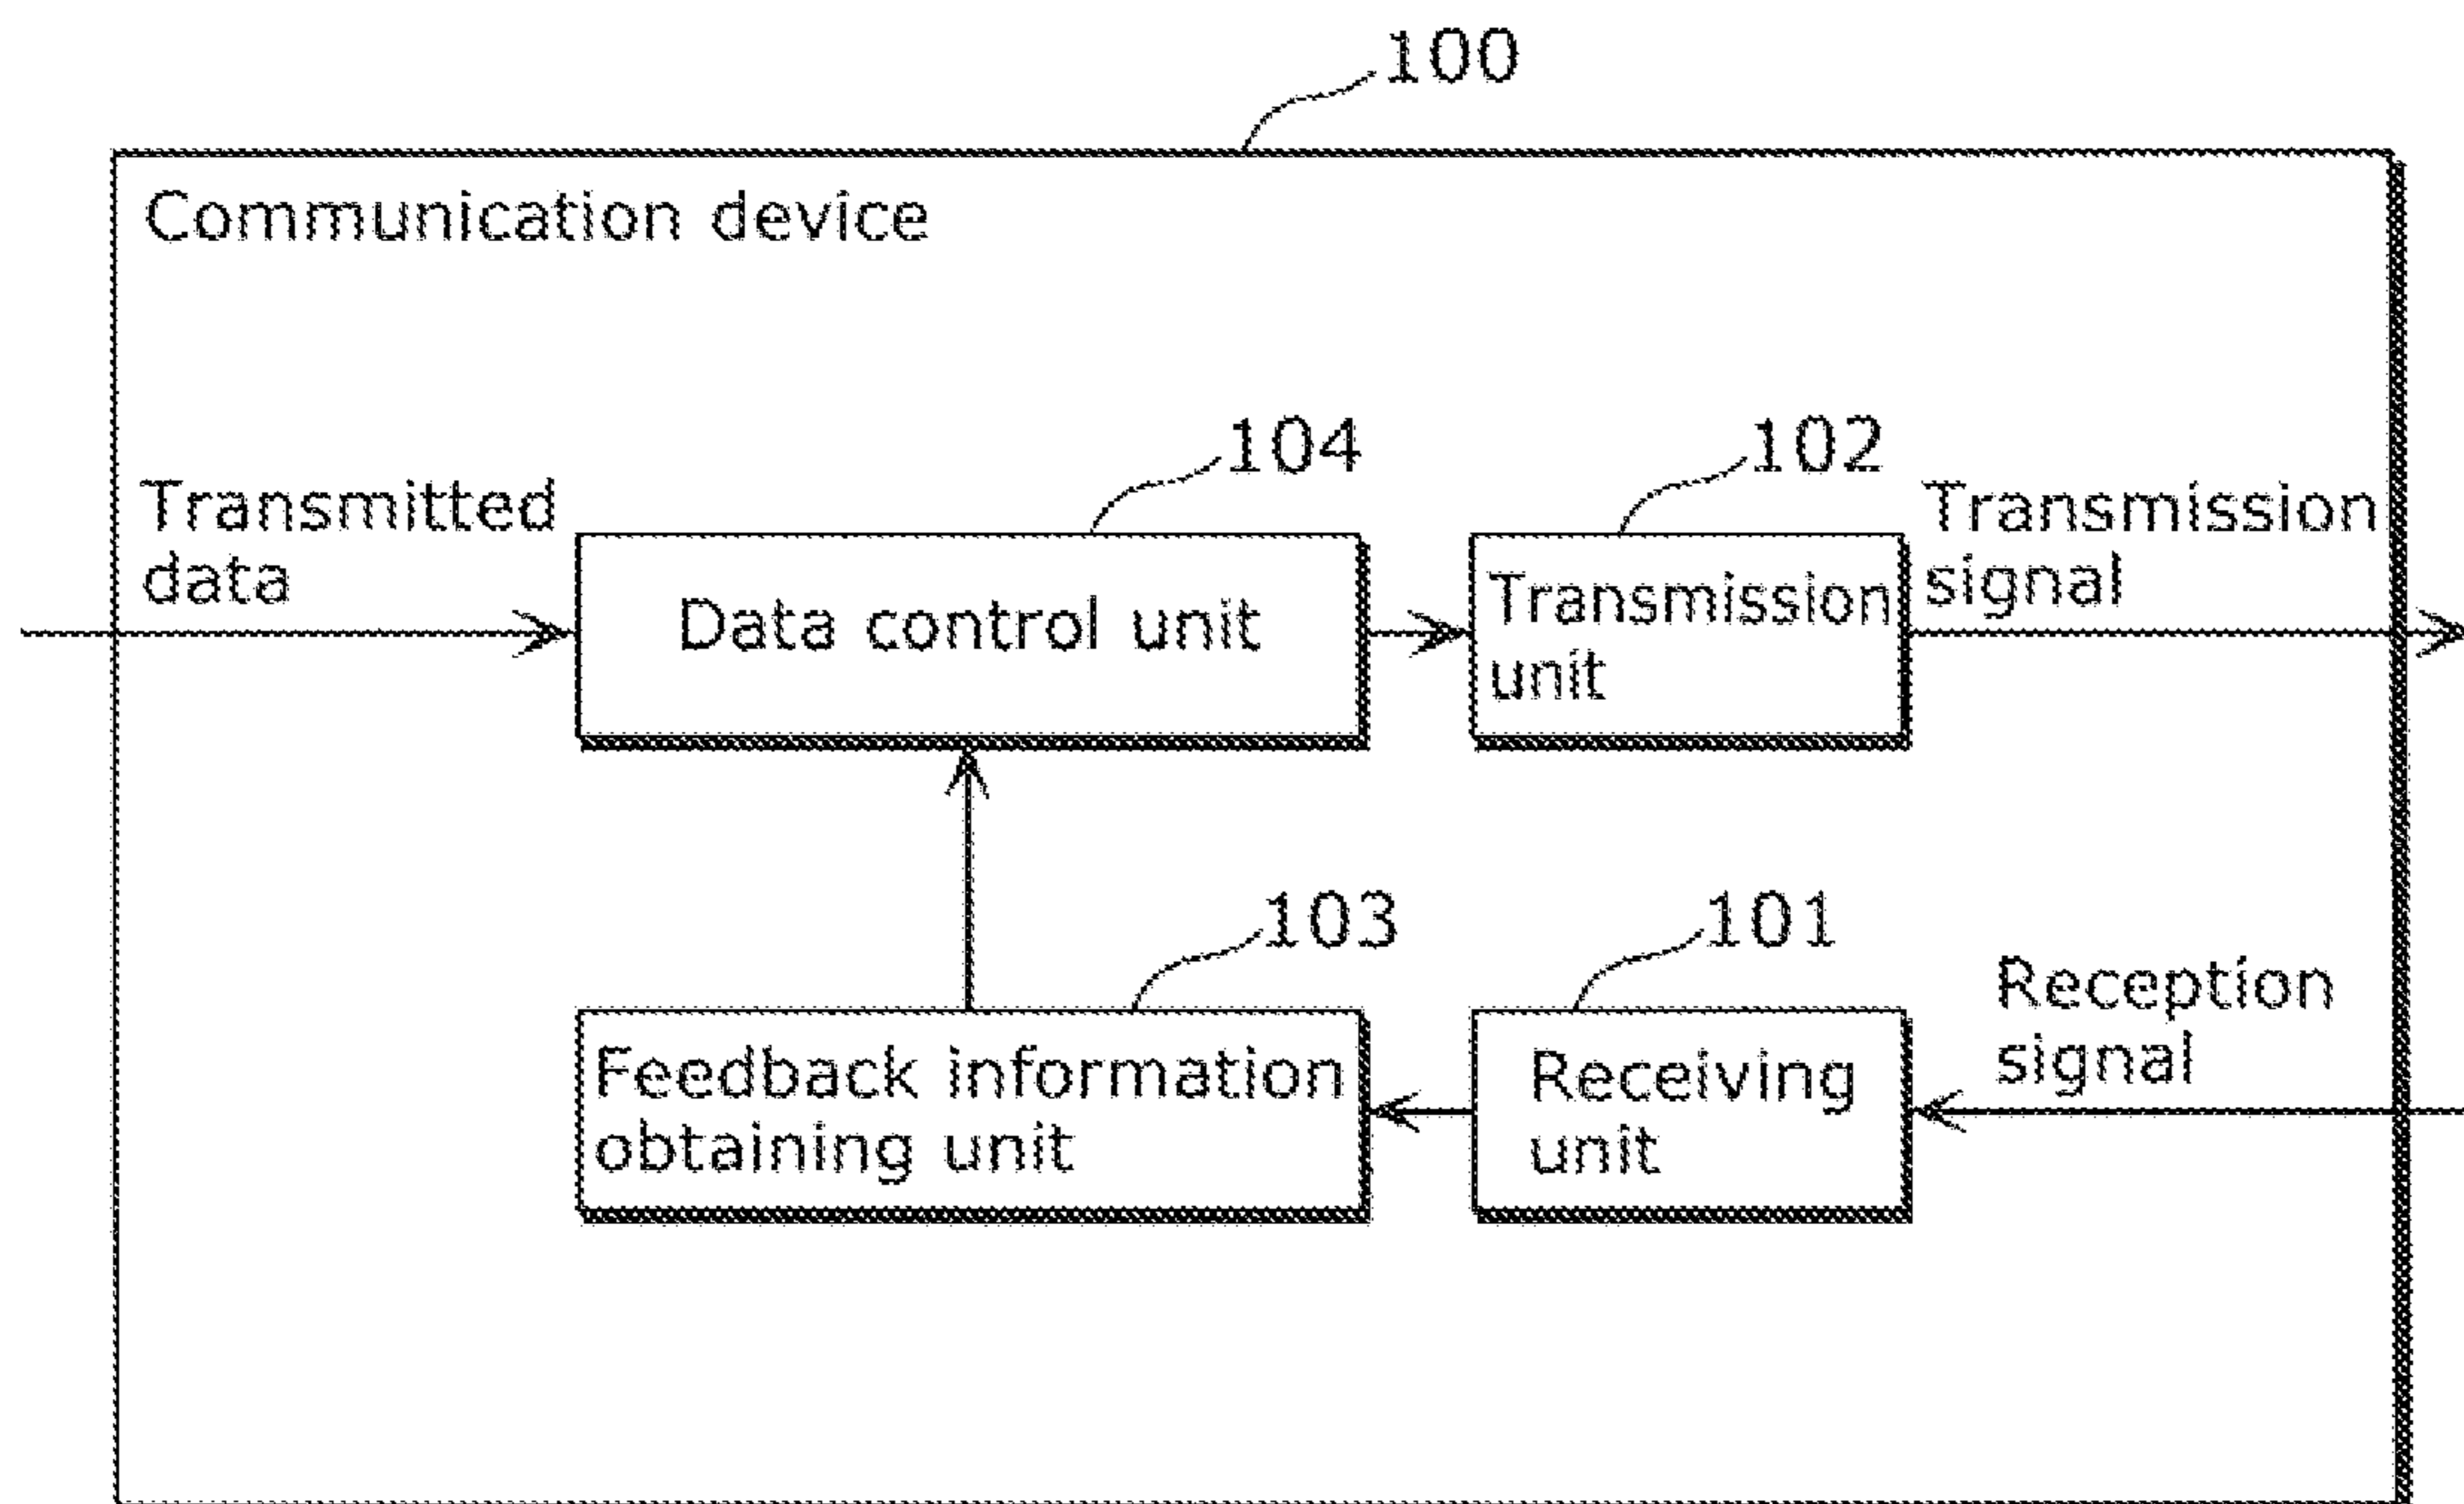 100
Communication device
104
102
Transmitted
data
Data control unit
Transmission
unit
Transmission
signal
103
101
Feedback information
obtaining unit
Receiving
unit
Reception
signal